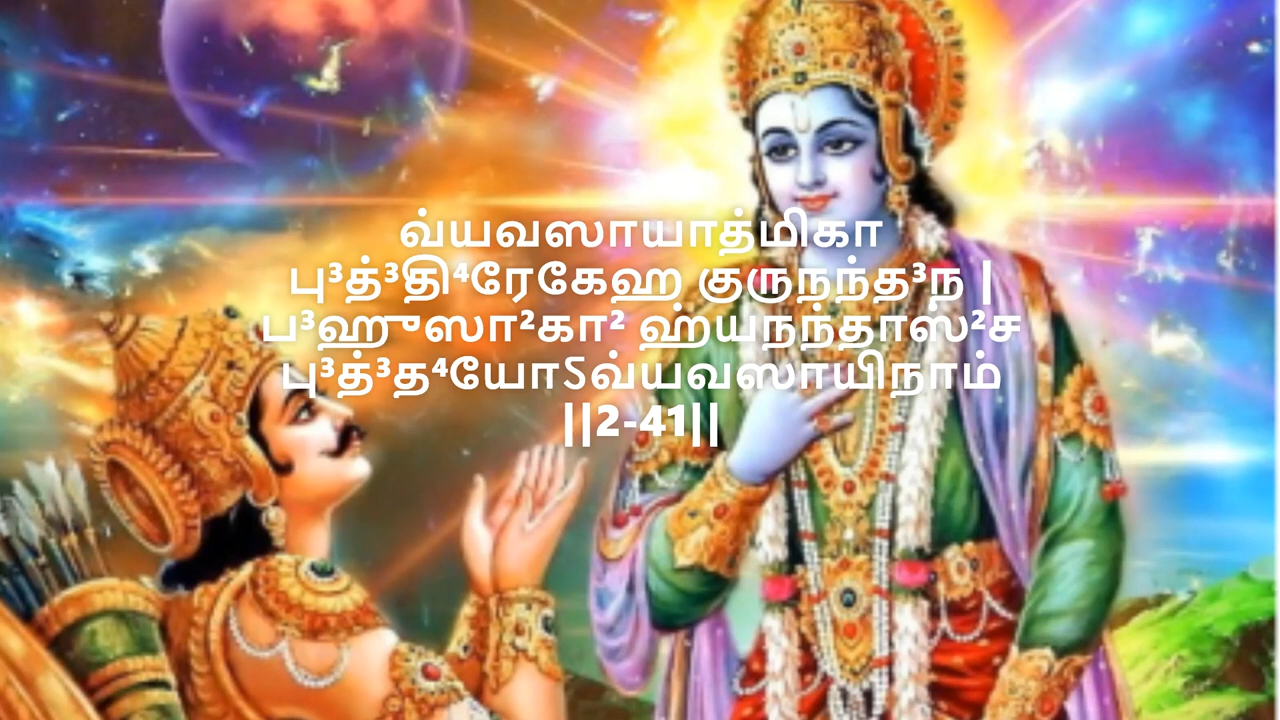 வ்யவஸாயாத்மிகா
பு³த்³தி⁴ரேகேஹ குருநந்த³ந |
ப³ஹுஸா²கா² ஹ்யநந்தாஸ்²ச
பு³த்³த⁴யோऽவ்யவஸாயிநாம்
||2-41||